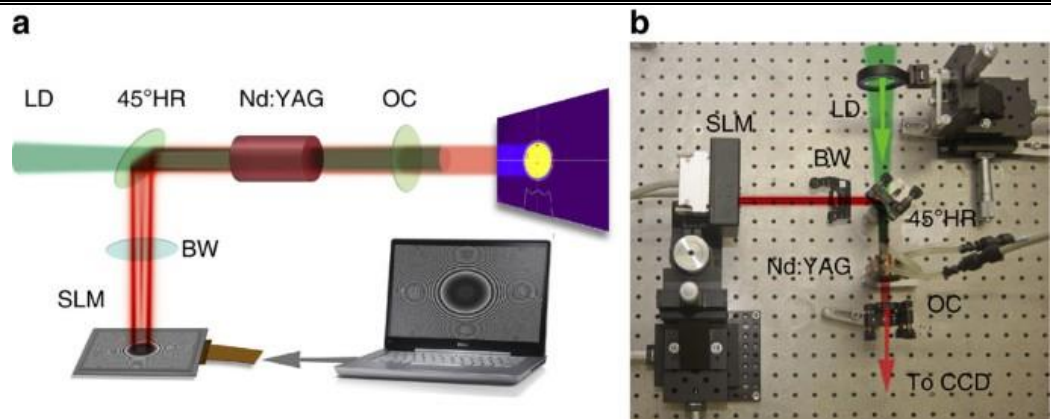 a
LD 45°HR Nd:YAG OC
BW
SLM
b
LD
SLM
BW
45°HR
Nd:YAG
OC
To CCD